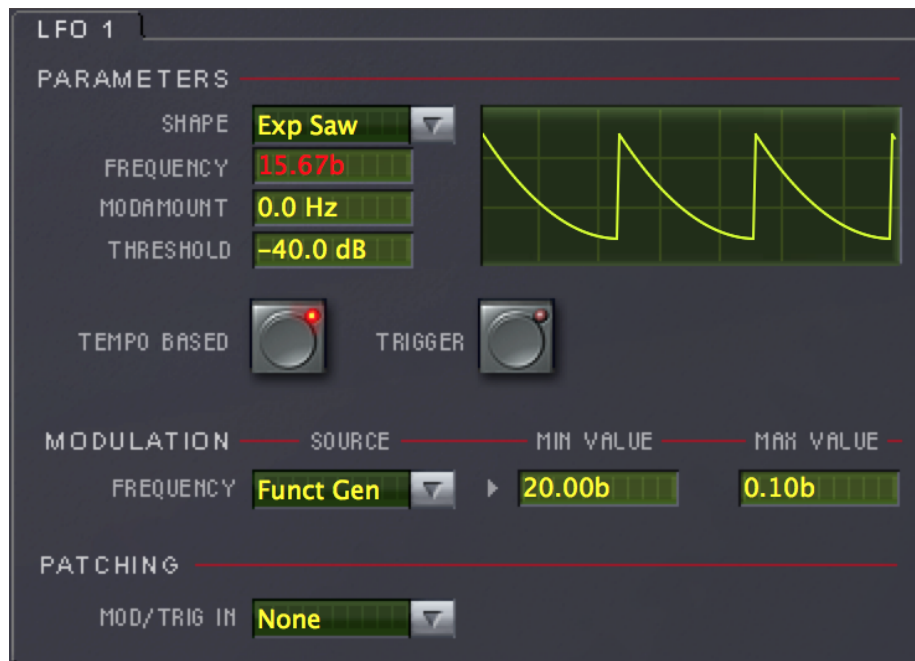 LFO 1
PARAMETERS
SHAPE Exp Saw
FREQUENCY 15.67b
MODAMOUNT 0.0 Hz
THRESHOLD -40.0 dB
TEMPO BASED TRIGGER
MODULATION SOURCE MIN VALUE MAX VALUE
FREQUENCY Funct Gen 20.00b 0.10b
PATCHING
MOD/TRIG IN None